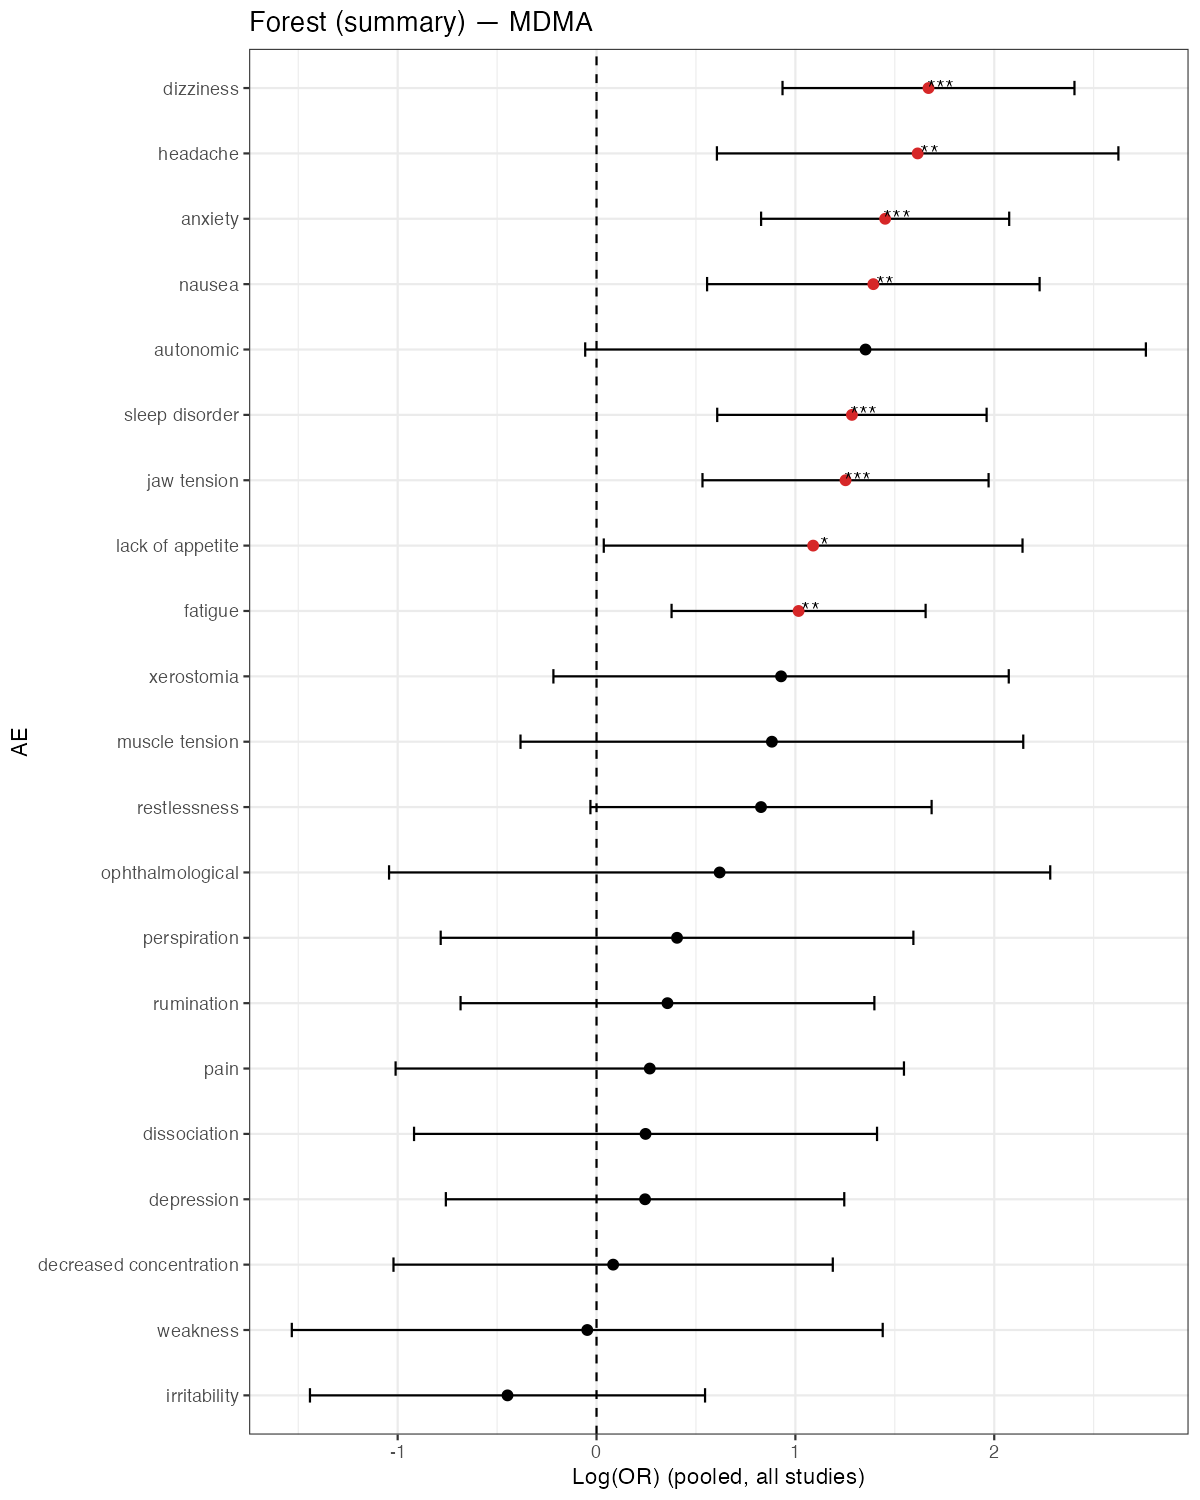 Forest (summary) — MDMA
dizziness
***
headache
**
anxiety
***
nausea
**
autonomic
sleep disorder
***
jaw tension
***
lack of appetite
*
fatigue
**
xerostomia
muscle tension
restlessness
ophthalmological
perspiration
rumination
pain
dissociation
depression
decreased concentration
weakness
irritability
AE
-1 0 1 2
Log(OR) (pooled, all studies)